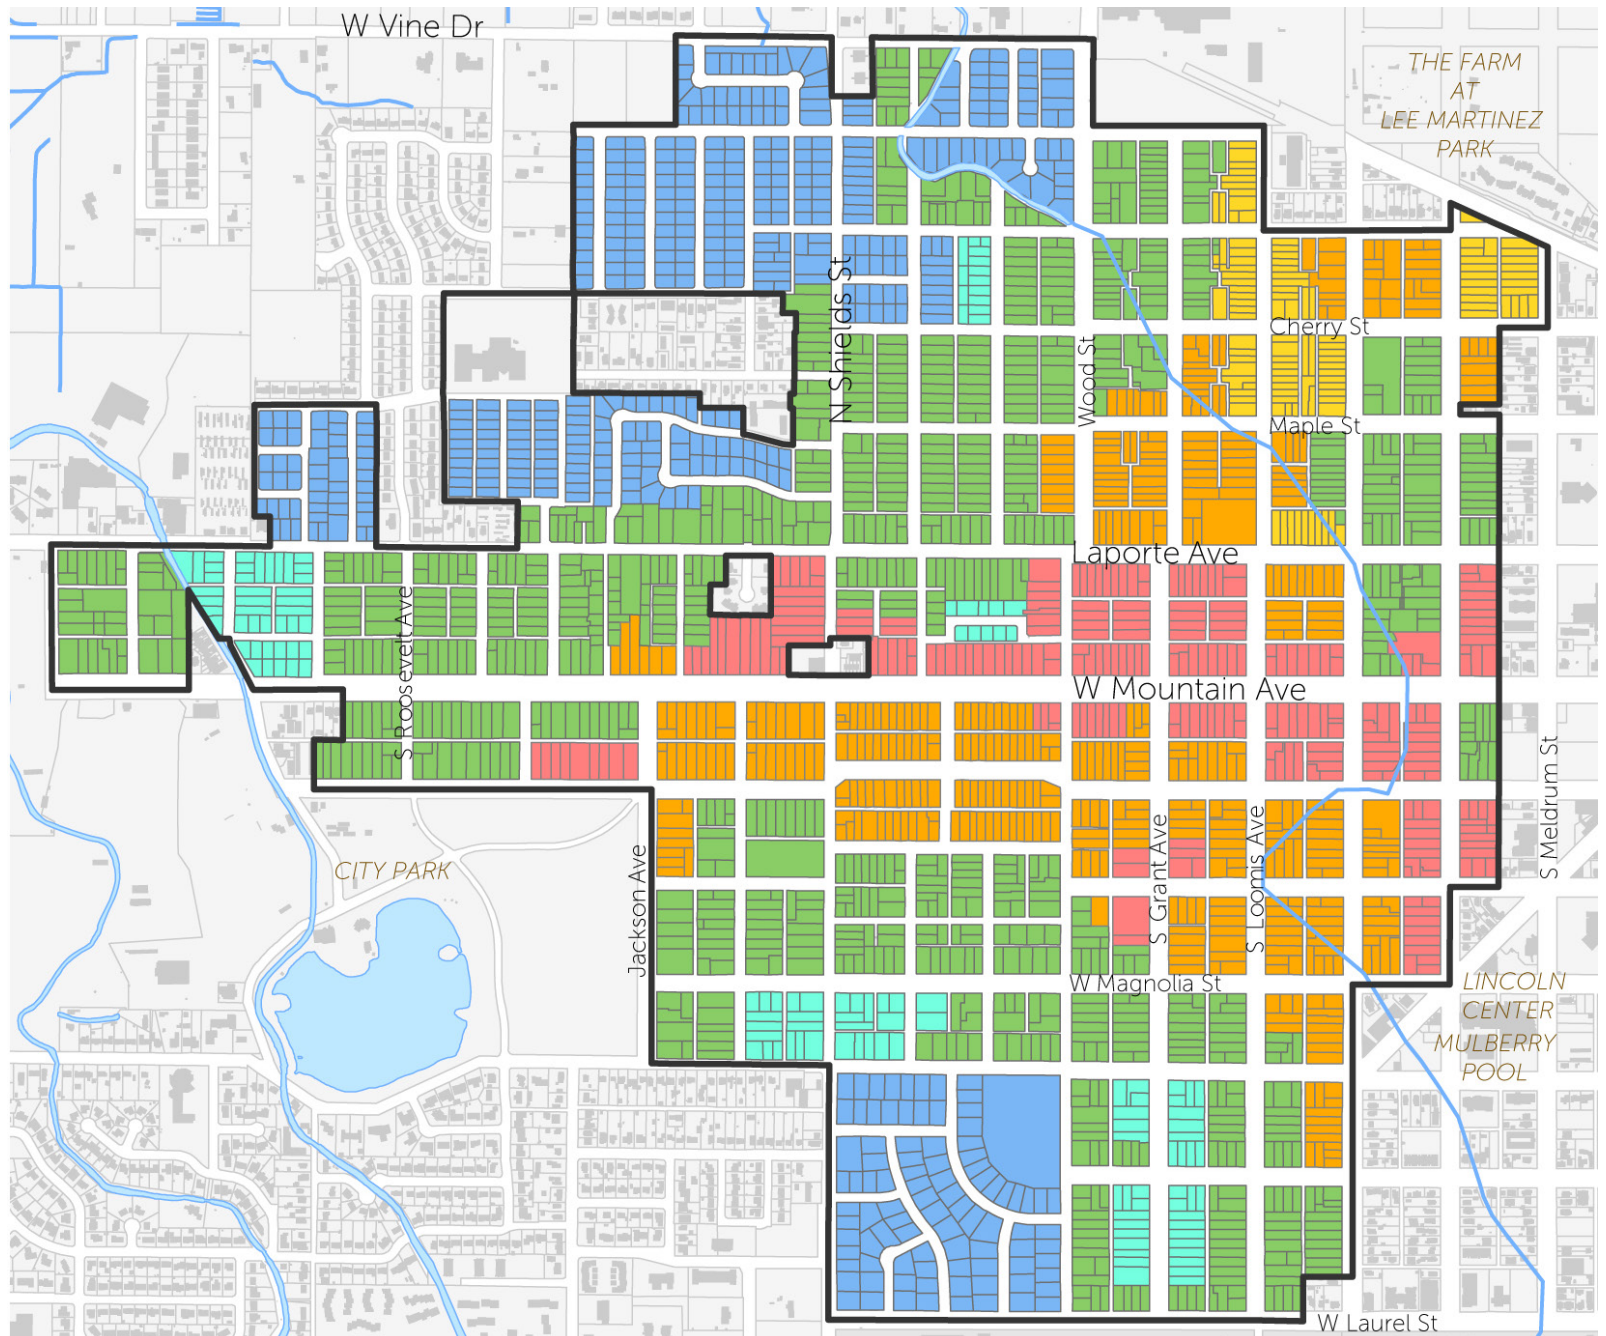 W Vine Dr
THE FARM
AT
LEE MARTINEZ
PARK
N Shields St
Cherry St
Wood St
Maple St
Laporte Ave
S Roosevelt Ave
W Mountain Ave
S Meldrum St
S Grant Ave
S Loomis Ave
CITY PARK
Jackson Ave
W Magnolia St
LINCOLN
CENTER
MULBERRY
POOL
W Laurel St